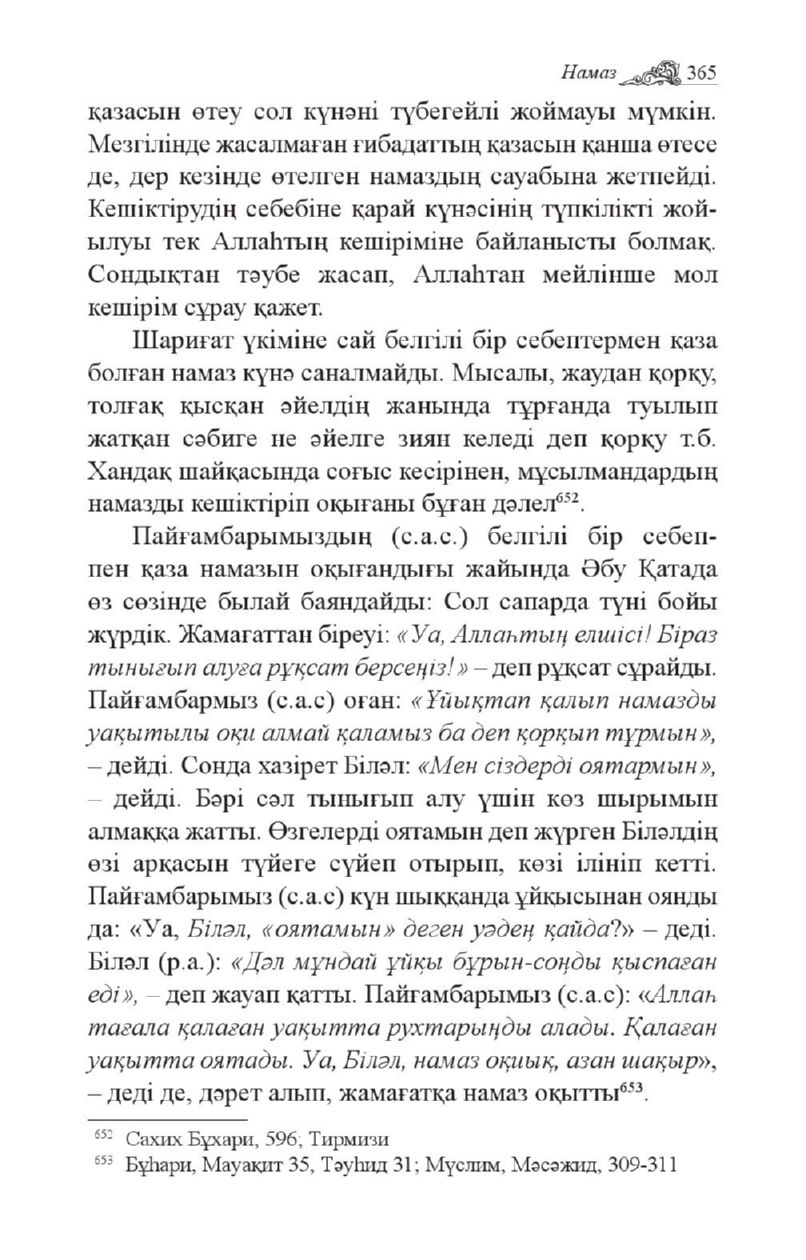 Намаз 365
қазасын өтеу сол күнәні түбегейлі жоймауы мүмкін.
Мезгілінде жасалмаған ғибадаттың қазасын қанша өтесе
де, дер кезінде өтелген намаздың сауабына жетпейді.
Кешіктірудің себебіне қарай күнәсінің түпкілікті жой-
ылуы тек Аллаһтың кешіріміне байланысты болмақ.
Сондықтан тәубе жасап, Аллаһтан мейлінше мол
кешірім сұрау қажет.
Шариғат үкіміне сай белгілі бір себептермен қаза
болған намаз күнә саналмайды. Мысалы, жаудан қорқу,
толғақ қысқан әйелдің жанында тұрғанда туылып
жатқан сәбиге не әйелге зиян келеді деп қорқу т.б.
Хандақ шайқасында соғыс кесірінен, мұсылмандардың
намазды кешіктіріп оқығаны бұған дәлел⁶⁵².
Пайғамбарымыздың (с.а.с.) белгілі бір себеп-
пен қаза намазын оқығандығы жайында Әбу Қатада
өз сөзінде былай баяндайды: Сол сапарда түні бойы
жүрдік. Жамағаттан біреуі: «Уа, Аллаһтың елшісі! Біраз
тынығып алуға рұқсат берсеңіз!» – деп рұқсат сұрайды.
Пайғамбармыз (с.а.с) оған: «Ұйықтап қалып намазды
уақытылы оқи алмай қаламыз ба деп қорқып тұрмын»,
– дейді. Сонда хазірет Біләл: «Мен сіздерді оятармын»,
– дейді. Бәрі сәл тынығып алу үшін көз шырымын
алмаққа жатты. Өзгелерді оятамын деп жүрген Біләлдің
өзі арқасын түйеге сүйеп отырып, көзі ілініп кетті.
Пайғамбарымыз (с.а.с) күн шыққанда ұйқысынан оянды
да: «Уа, Біләл, «оятамын» деген уәдең қайда?» – деді.
Біләл (р.а.): «Дәл мұндай ұйқы бұрын-соңды қыспаған
еді», – деп жауап қатты. Пайғамбарымыз (с.а.с): «Аллаһ
тағала қалаған уақытта рухтарыңды алады. Қалаған
уақытта оятады. Уа, Біләл, намаз оқиық, азан шақыр»,
– деді де, дәрет алып, жамағатқа намаз оқытты⁶⁵³.
⁶⁵² Сахих Бұхари, 596, Тирмизи
⁶⁵³ Бұһари, Мауақит 35, Тәуһид 31; Мүслим, Мәсәжид, 309-311